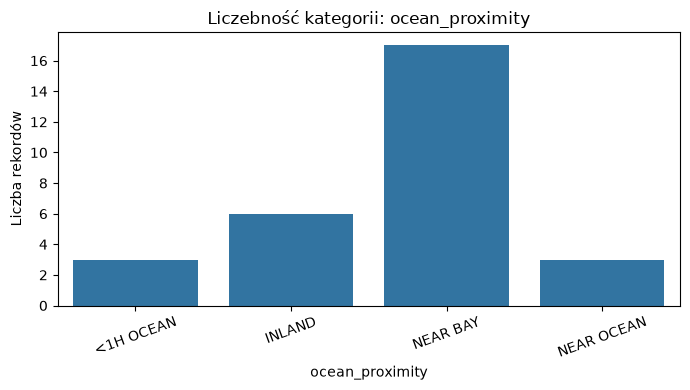 Liczebność kategorii: ocean_proximity
Liczba rekordów
16
14
12
10
8
6
4
2
0
<1H OCEAN
INLAND
NEAR BAY
NEAR OCEAN
ocean_proximity